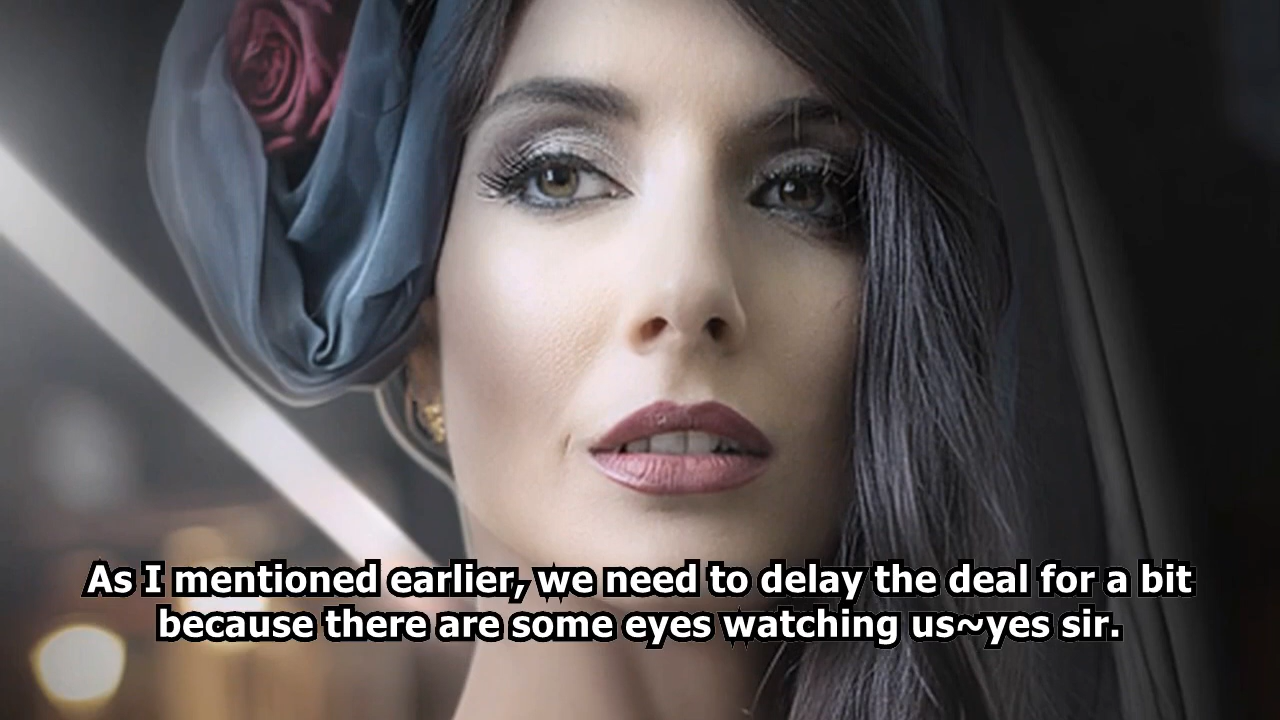 As I mentioned earlier, we need to delay the deal for a bit
because there are some eyes watching us~yes sir.